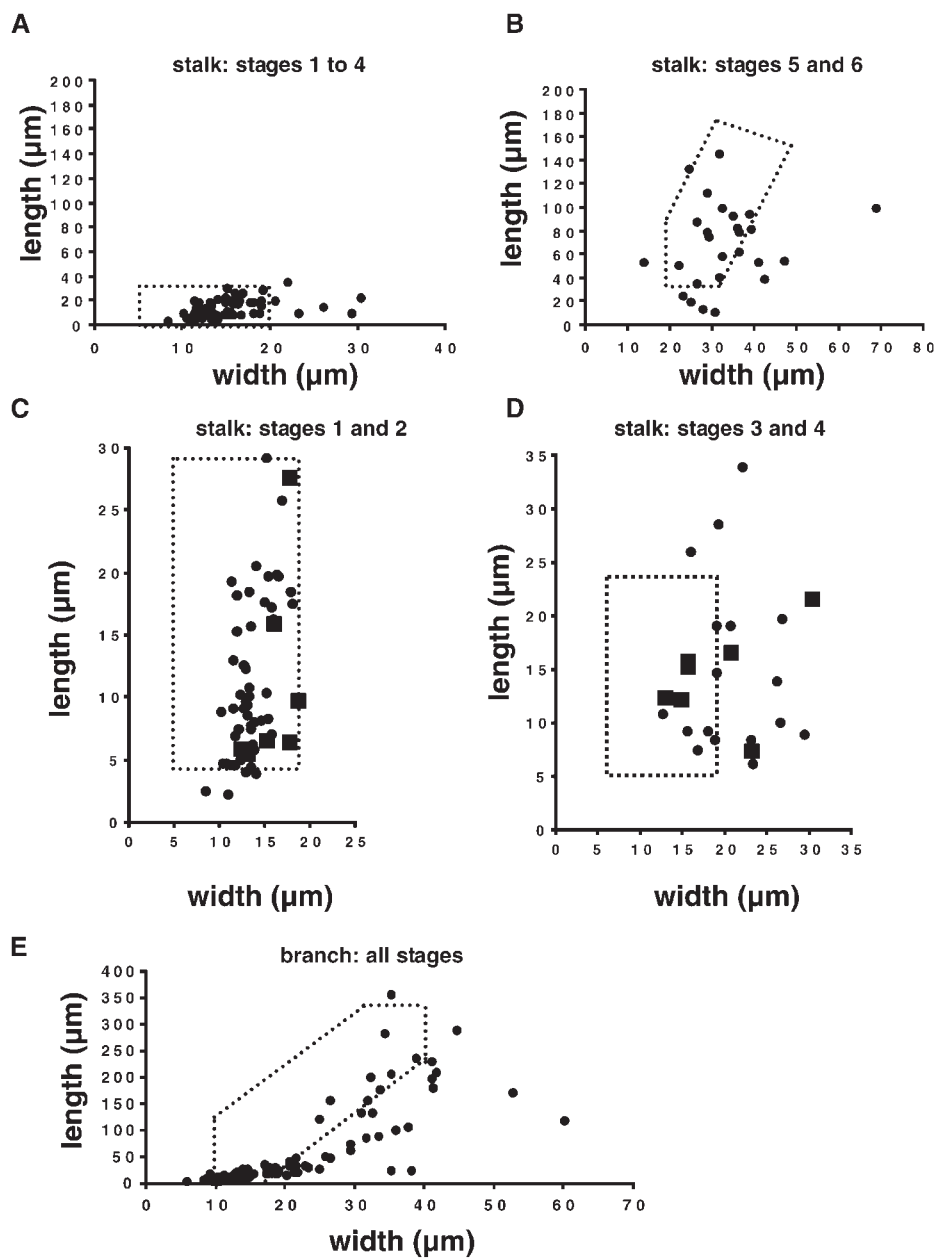 A
stalk: stages 1 to 4
length (µm)
200
180
160
140
120
100
80
60
40
20
0
0 10 20 30 40
width (µm)
B
stalk: stages 5 and 6
length (µm)
200
180
160
140
120
100
80
60
40
20
0
0 10 20 30 40 50 60 70 80
width (µm)
C
stalk: stages 1 and 2
length (µm)
30
25
20
15
10
5
0
0 5 10 15 20 25
width (µm)
D
stalk: stages 3 and 4
length (µm)
35
30
25
20
15
10
5
0
0 5 10 15 20 25 30 35
width (µm)
E
branch: all stages
length (µm)
400
350
300
250
200
150
100
50
0
0 10 20 30 40 50 60 70
width (µm)